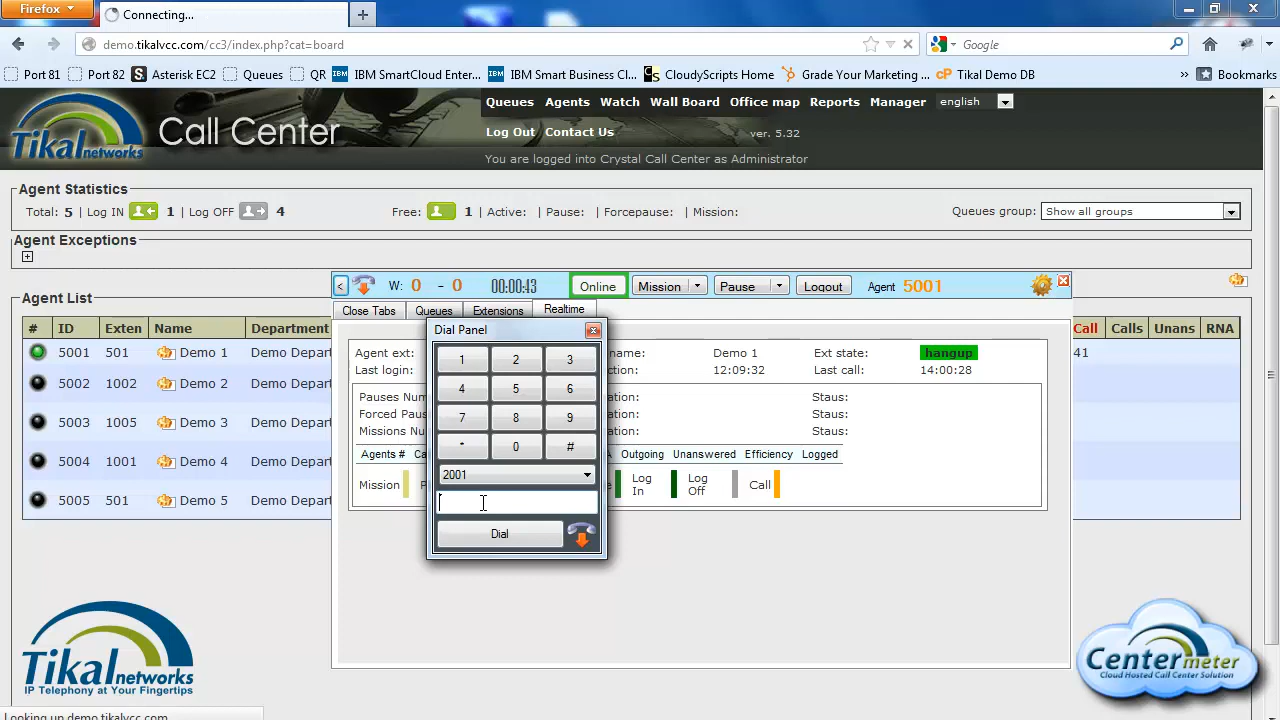 Firefox
Connecting...
demo.tikalvcc.com/cc3/index.php?cat=board
Google
Port 81 Port 82 Asterisk EC2 Queues QR IBM SmartCloud Enter... IBM Smart Business Cl... CloudyScripts Home Grade Your Marketing ... Tikal Demo DB » Bookmarks
Tikal networks
Call Center
Queues Agents Watch Wall Board Office map Reports Manager english
Log Out Contact Us ver. 5.32
You are logged into Crystal Call Center as Administrator
Agent Statistics
Total: 5 | Log IN 1 | Log OFF 4 Free: 1 | Active: | Pause: | Forcepause: | Mission: Queues group: Show all groups
Agent Exceptions
< W: 0 - 0 00:00:43 Online Mission Pause Logout Agent 5001
Agent List
Close Tabs Queues Extensions Realtime
# ID Exten Name Department Call Calls Unans RNA
5001 501 Demo 1 Demo Depart 41
5002 1002 Demo 2 Demo Depart
5003 1005 Demo 3 Demo Depart
5004 1001 Demo 4 Demo Depart
5005 501 Demo 5 Demo Depart
Agent ext: name: Demo 1 Ext state: hangup
Last login: tion: 12:09:32 Last call: 14:00:28
Pauses Num ation: Staus:
Forced Paus ation: Staus:
Missions Nu ation: Staus:
Agents # Ca A Outgoing Unanswered Efficiency Logged
Mission P e Log In Log Off Call
Dial Panel
1 2 3
4 5 6
7 8 9
* 0 #
2001
Dial
Tikal networks
IP Telephony at Your Fingertips
Centermeter
Cloud Hosted Call Center Solution
Looking up demo.tikalvcc.com...